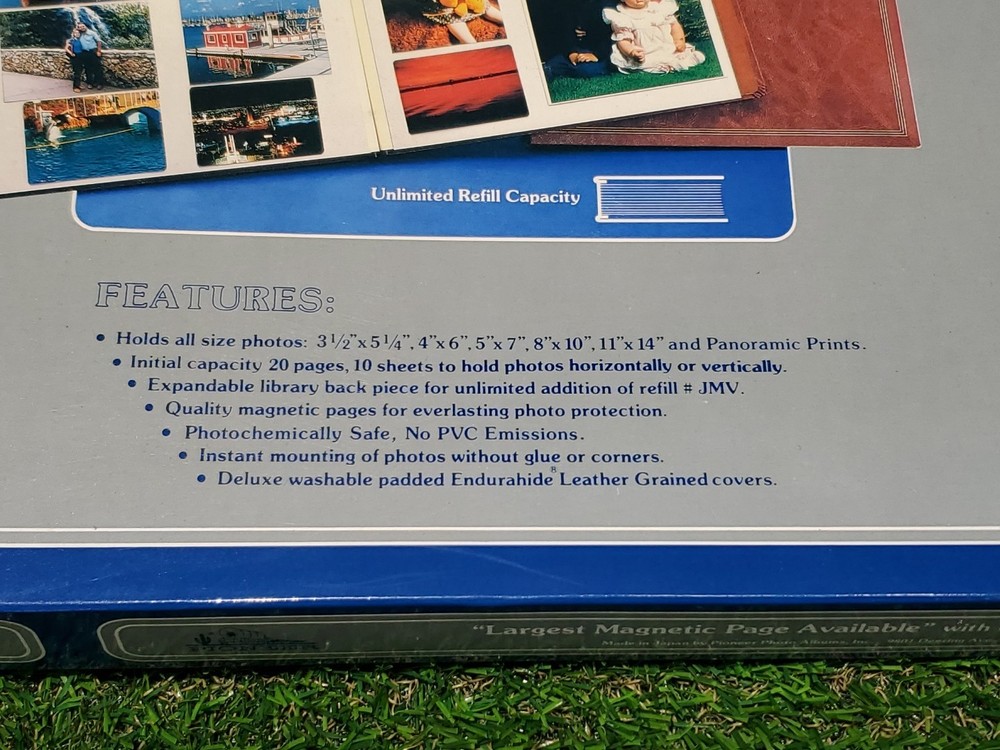 Unlimited Refill Capacity
FEATURES:
• Holds all size photos: 3½"x 5¼", 4"x 6", 5"x 7", 8"x 10", 11"x 14" and Panoramic Prints.
• Initial capacity 20 pages, 10 sheets to hold photos horizontally or vertically.
• Expandable library back piece for unlimited addition of refill # JMV.
• Quality magnetic pages for everlasting photo protection.
• Photochemically Safe, No PVC Emissions.
• Instant mounting of photos without glue or corners.
• Deluxe washable padded Endurahide® Leather Grained covers.
"Largest Magnetic Page Available" with
Made in Japan by Pioneer Photo Albums, Inc.